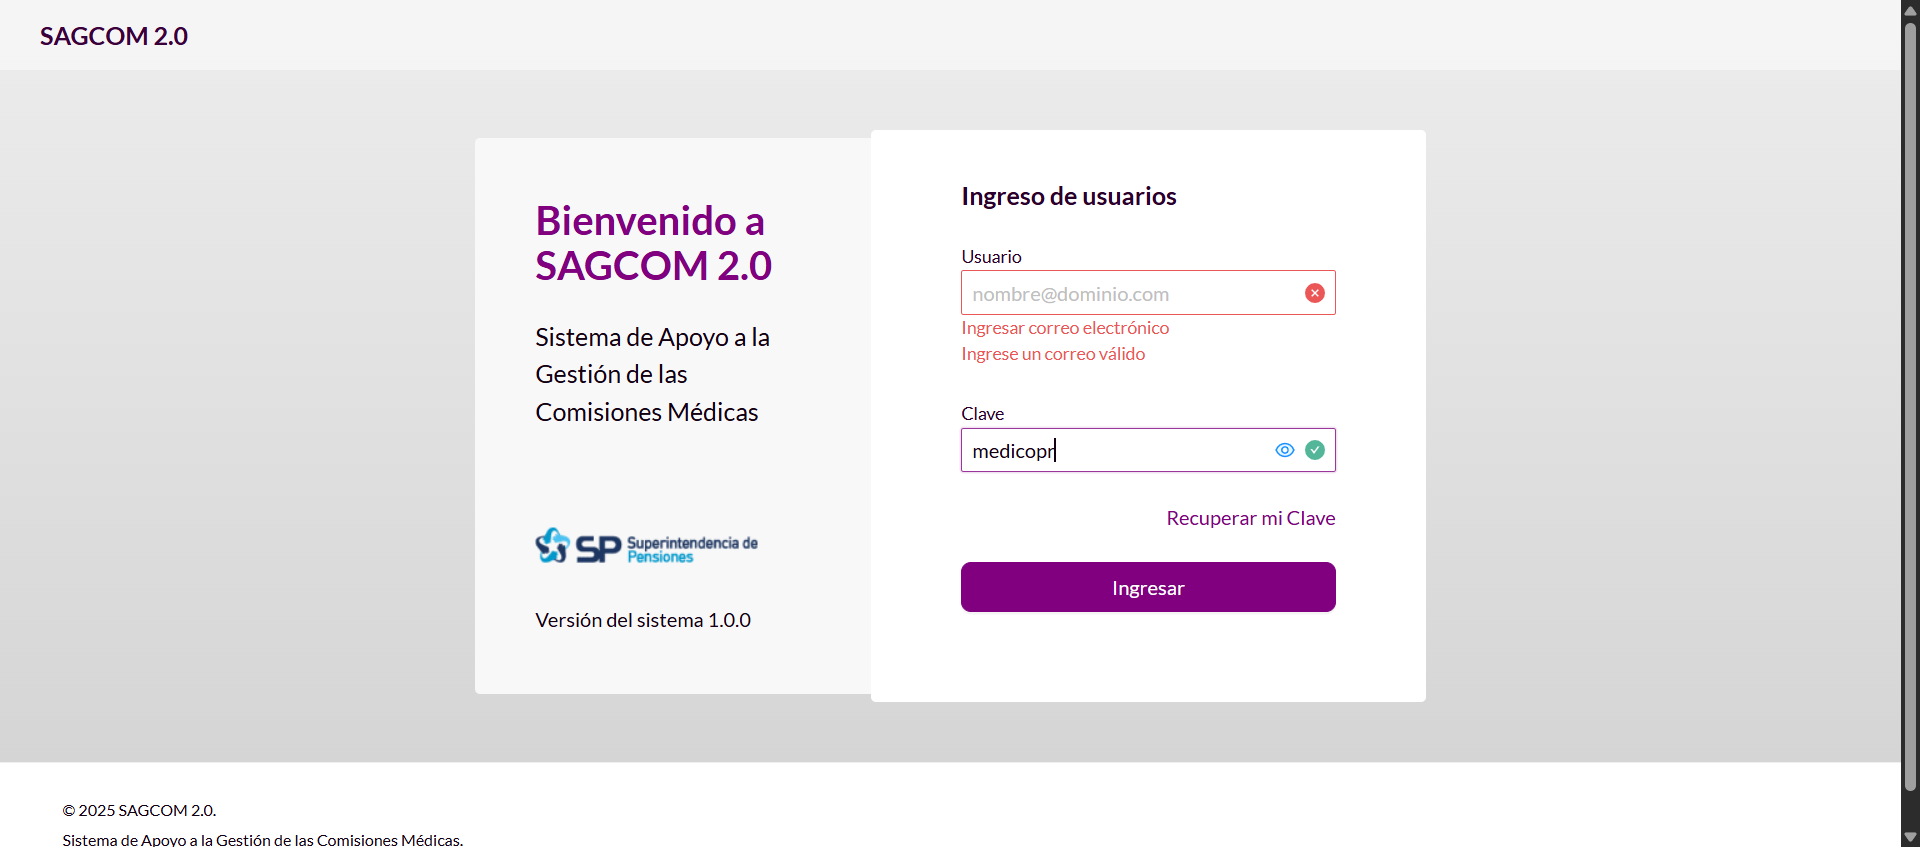 SAGCOM 2.0
Bienvenido a
SAGCOM 2.0
Sistema de Apoyo a la
Gestión de las
Comisiones Médicas
SP Superintendencia de
Pensiones
Versión del sistema 1.0.0
Ingreso de usuarios
Usuario
nombre@dominio.com
Ingresar correo electrónico
Ingrese un correo válido
Clave
medicopr
Recuperar mi Clave
Ingresar
© 2025 SAGCOM 2.0.
Sistema de Apoyo a la Gestión de las Comisiones Médicas.